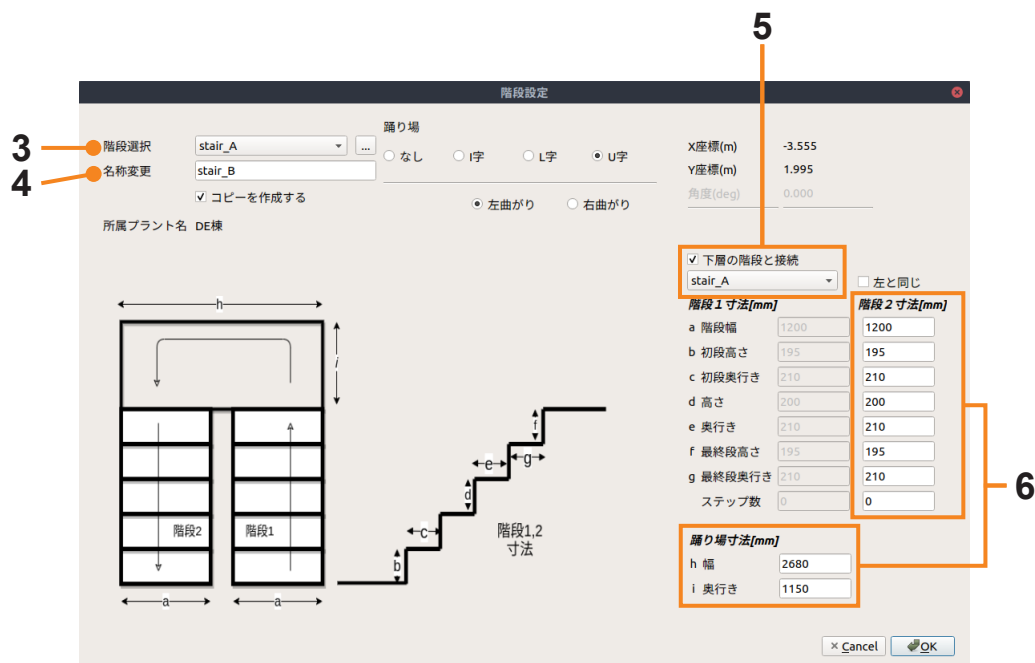 5
階段設定
3
階段選択 stair_A ...
4
名称変更 stair_B
コピーを作成する
所属プラント名 DE棟
踊り場
なし I字 L字 U字
左曲がり 右曲がり
X座標(m) -3.555
Y座標(m) 1.995
角度(deg) 0.000
下層の階段と接続
stair_A 左と同じ
階段１寸法[mm] 階段２寸法[mm]
a 階段幅 1200 1200
b 初段高さ 195 195
c 初段奥行き 210 210
d 高さ 200 200
e 奥行き 210 210
f 最終段高さ 195 195
g 最終段奥行き 210 210
ステップ数 0 0
6
踊り場寸法[mm]
h 幅 2680
i 奥行き 1150
h
i
階段2 階段1
a a
f
e g
d
c
b
階段1,2
寸法
Cancel OK